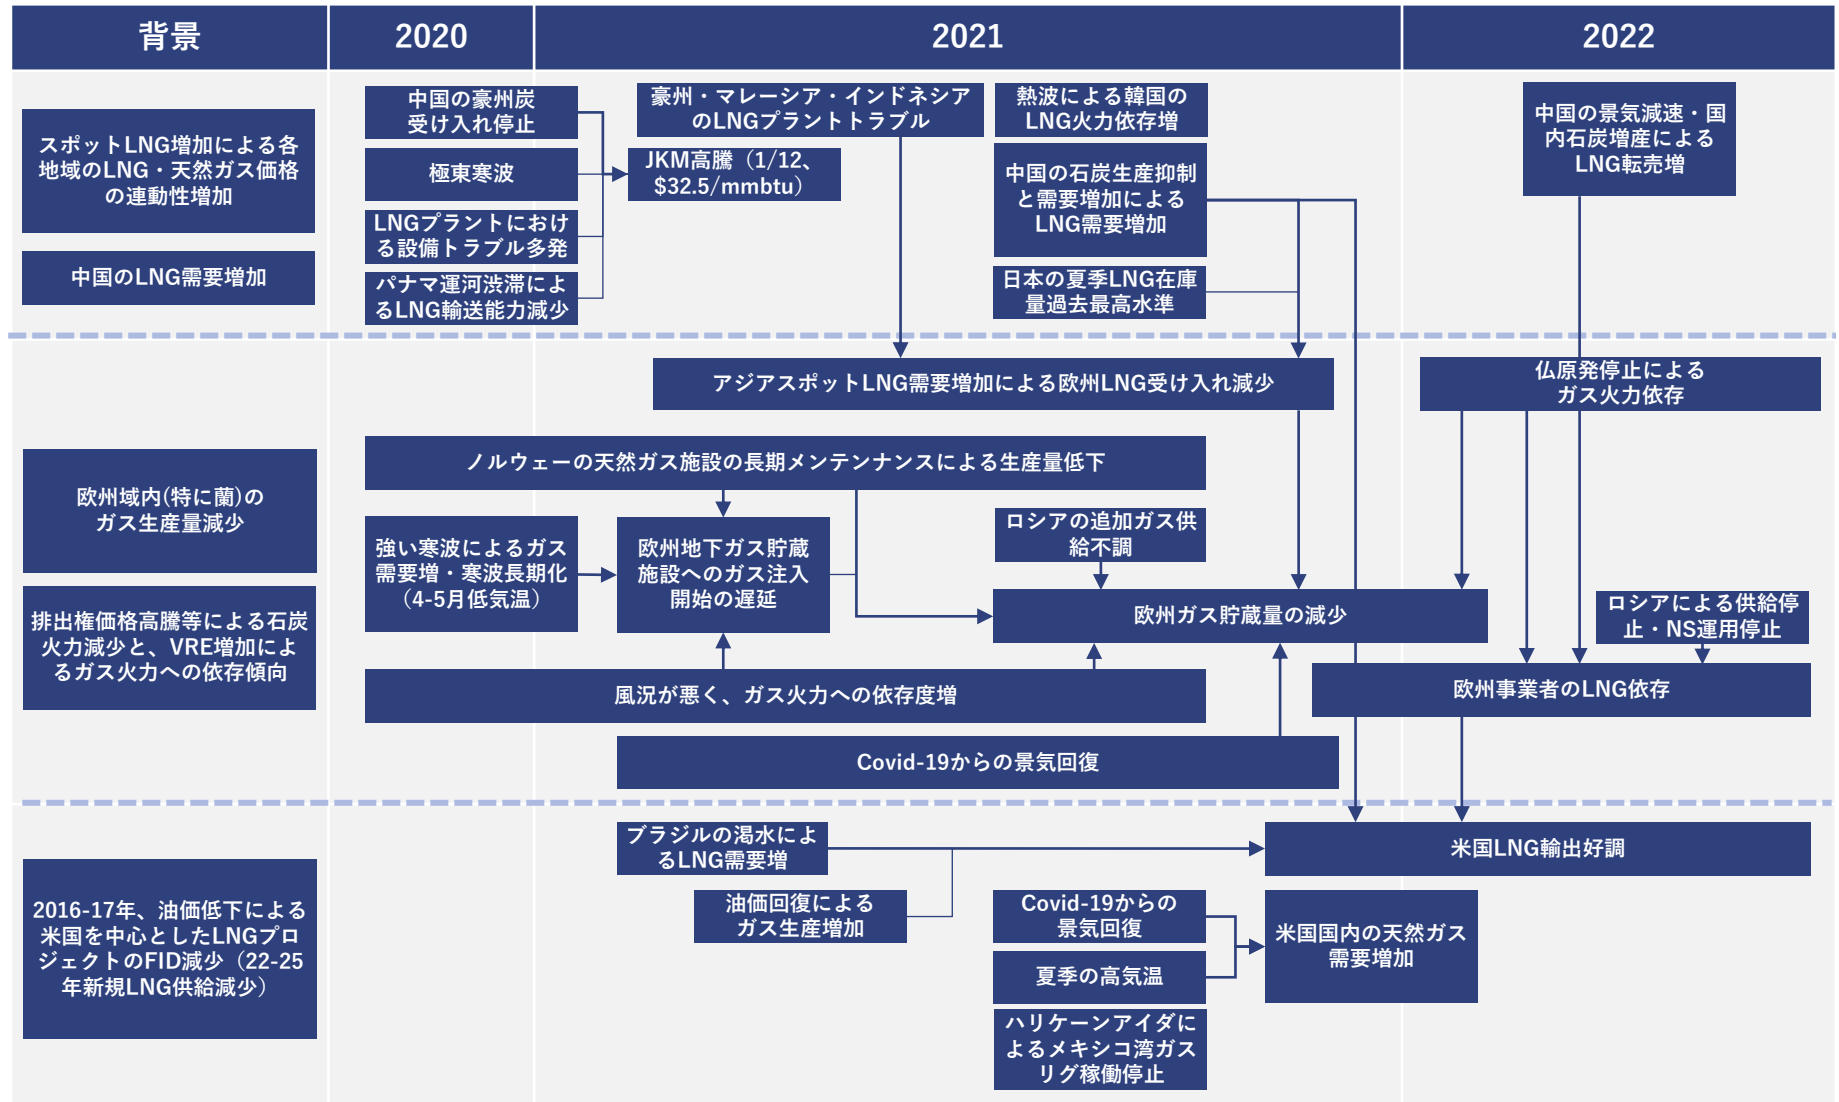 背景
2020
2021
2022
スポットLNG増加による各
地域のLNG・天然ガス価格
の連動性増加
中国のLNG需要増加
中国の豪州炭
受け入れ停止
極東寒波
LNGプラントにおけ
る設備トラブル多発
パナマ運河渋滞によ
るLNG輸送能力減少
豪州・マレーシア・インドネシア
のLNGプラントトラブル
JKM高騰（1/12、
$32.5/mmbtu）
熱波による韓国の
LNG火力依存増
中国の石炭生産抑制
と需要増加による
LNG需要増加
日本の夏季LNG在庫
量過去最高水準
中国の景気減速・国
内石炭増産による
LNG転売増
アジアスポットLNG需要増加による欧州LNG受け入れ減少
仏原発停止による
ガス火力依存
欧州域内(特に蘭)の
ガス生産量減少
排出権価格高騰等による石炭
火力減少と、VRE増加によ
るガス火力への依存傾向
ノルウェーの天然ガス施設の長期メンテンナンスによる生産量低下
強い寒波によるガス
需要増・寒波長期化
（4-5月低気温）
欧州地下ガス貯蔵
施設へのガス注入
開始の遅延
ロシアの追加ガス供
給不調
欧州ガス貯蔵量の減少
ロシアによる供給停
止・NS運用停止
風況が悪く、ガス火力への依存度増
欧州事業者のLNG依存
Covid-19からの景気回復
2016-17年、油価低下による
米国を中心としたLNGプロ
ジェクトのFID減少（22-25
年新規LNG供給減少）
ブラジルの渇水によ
るLNG需要増
油価回復による
ガス生産増加
米国LNG輸出好調
Covid-19からの
景気回復
夏季の高気温
米国国内の天然ガス
需要増加
ハリケーンアイダに
よるメキシコ湾ガス
リグ稼働停止